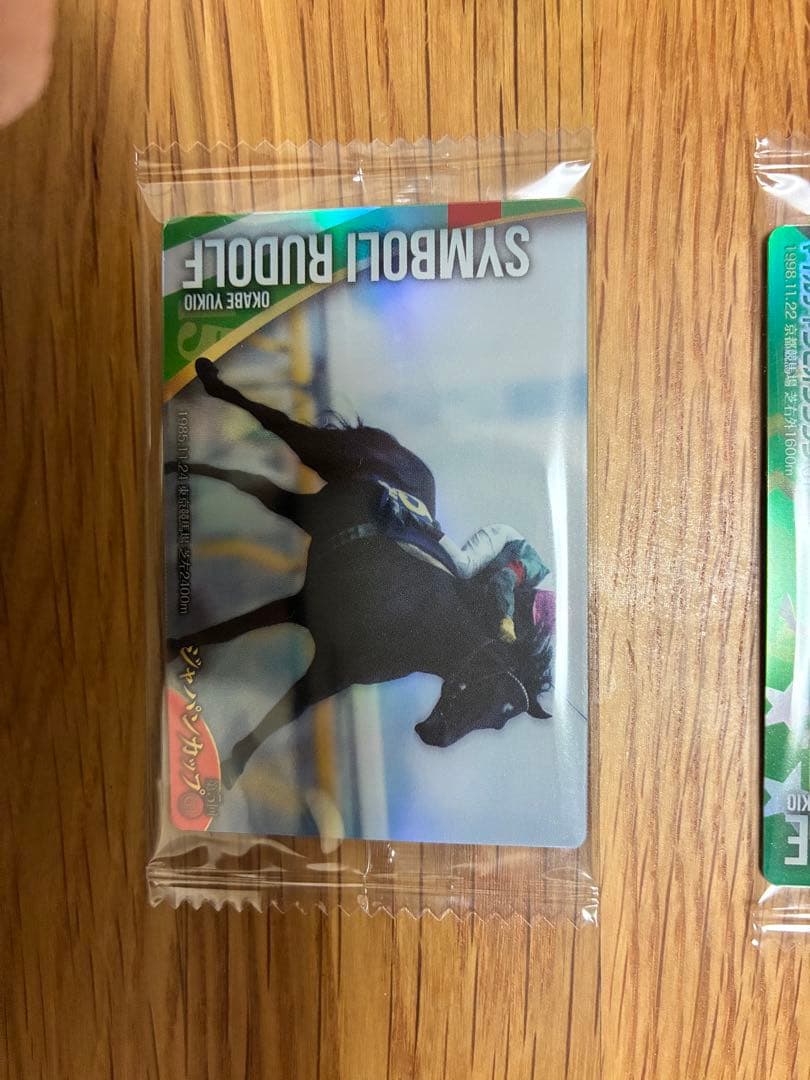 SYMBOLI RUDOLF
OKABE YUKIO
1985.11.24 東京競馬場 芝左2400m
ジャパンカップ
1998.11.22 京都競馬場 芝右外1600m